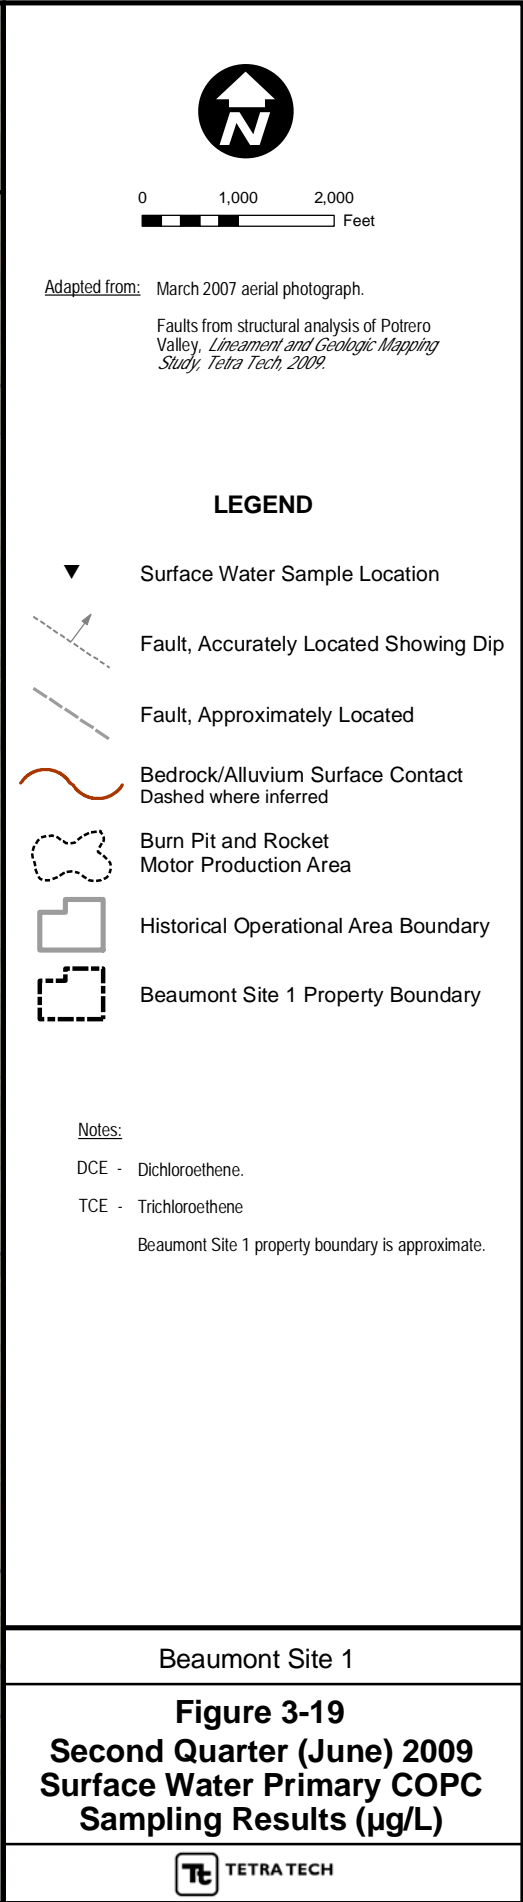 N
0 1,000 2,000
Feet
Adapted from: March 2007 aerial photograph.
Faults from structural analysis of Potrero
Valley, Lineament and Geologic Mapping
Study, Tetra Tech, 2009.
LEGEND
Surface Water Sample Location
Fault, Accurately Located Showing Dip
Fault, Approximately Located
Bedrock/Alluvium Surface Contact
Dashed where inferred
Burn Pit and Rocket
Motor Production Area
Historical Operational Area Boundary
Beaumont Site 1 Property Boundary
Notes:
DCE - Dichloroethene.
TCE - Trichloroethene
Beaumont Site 1 property boundary is approximate.
Beaumont Site 1
Figure 3-19
Second Quarter (June) 2009
Surface Water Primary COPC
Sampling Results (µg/L)
Tt TETRA TECH